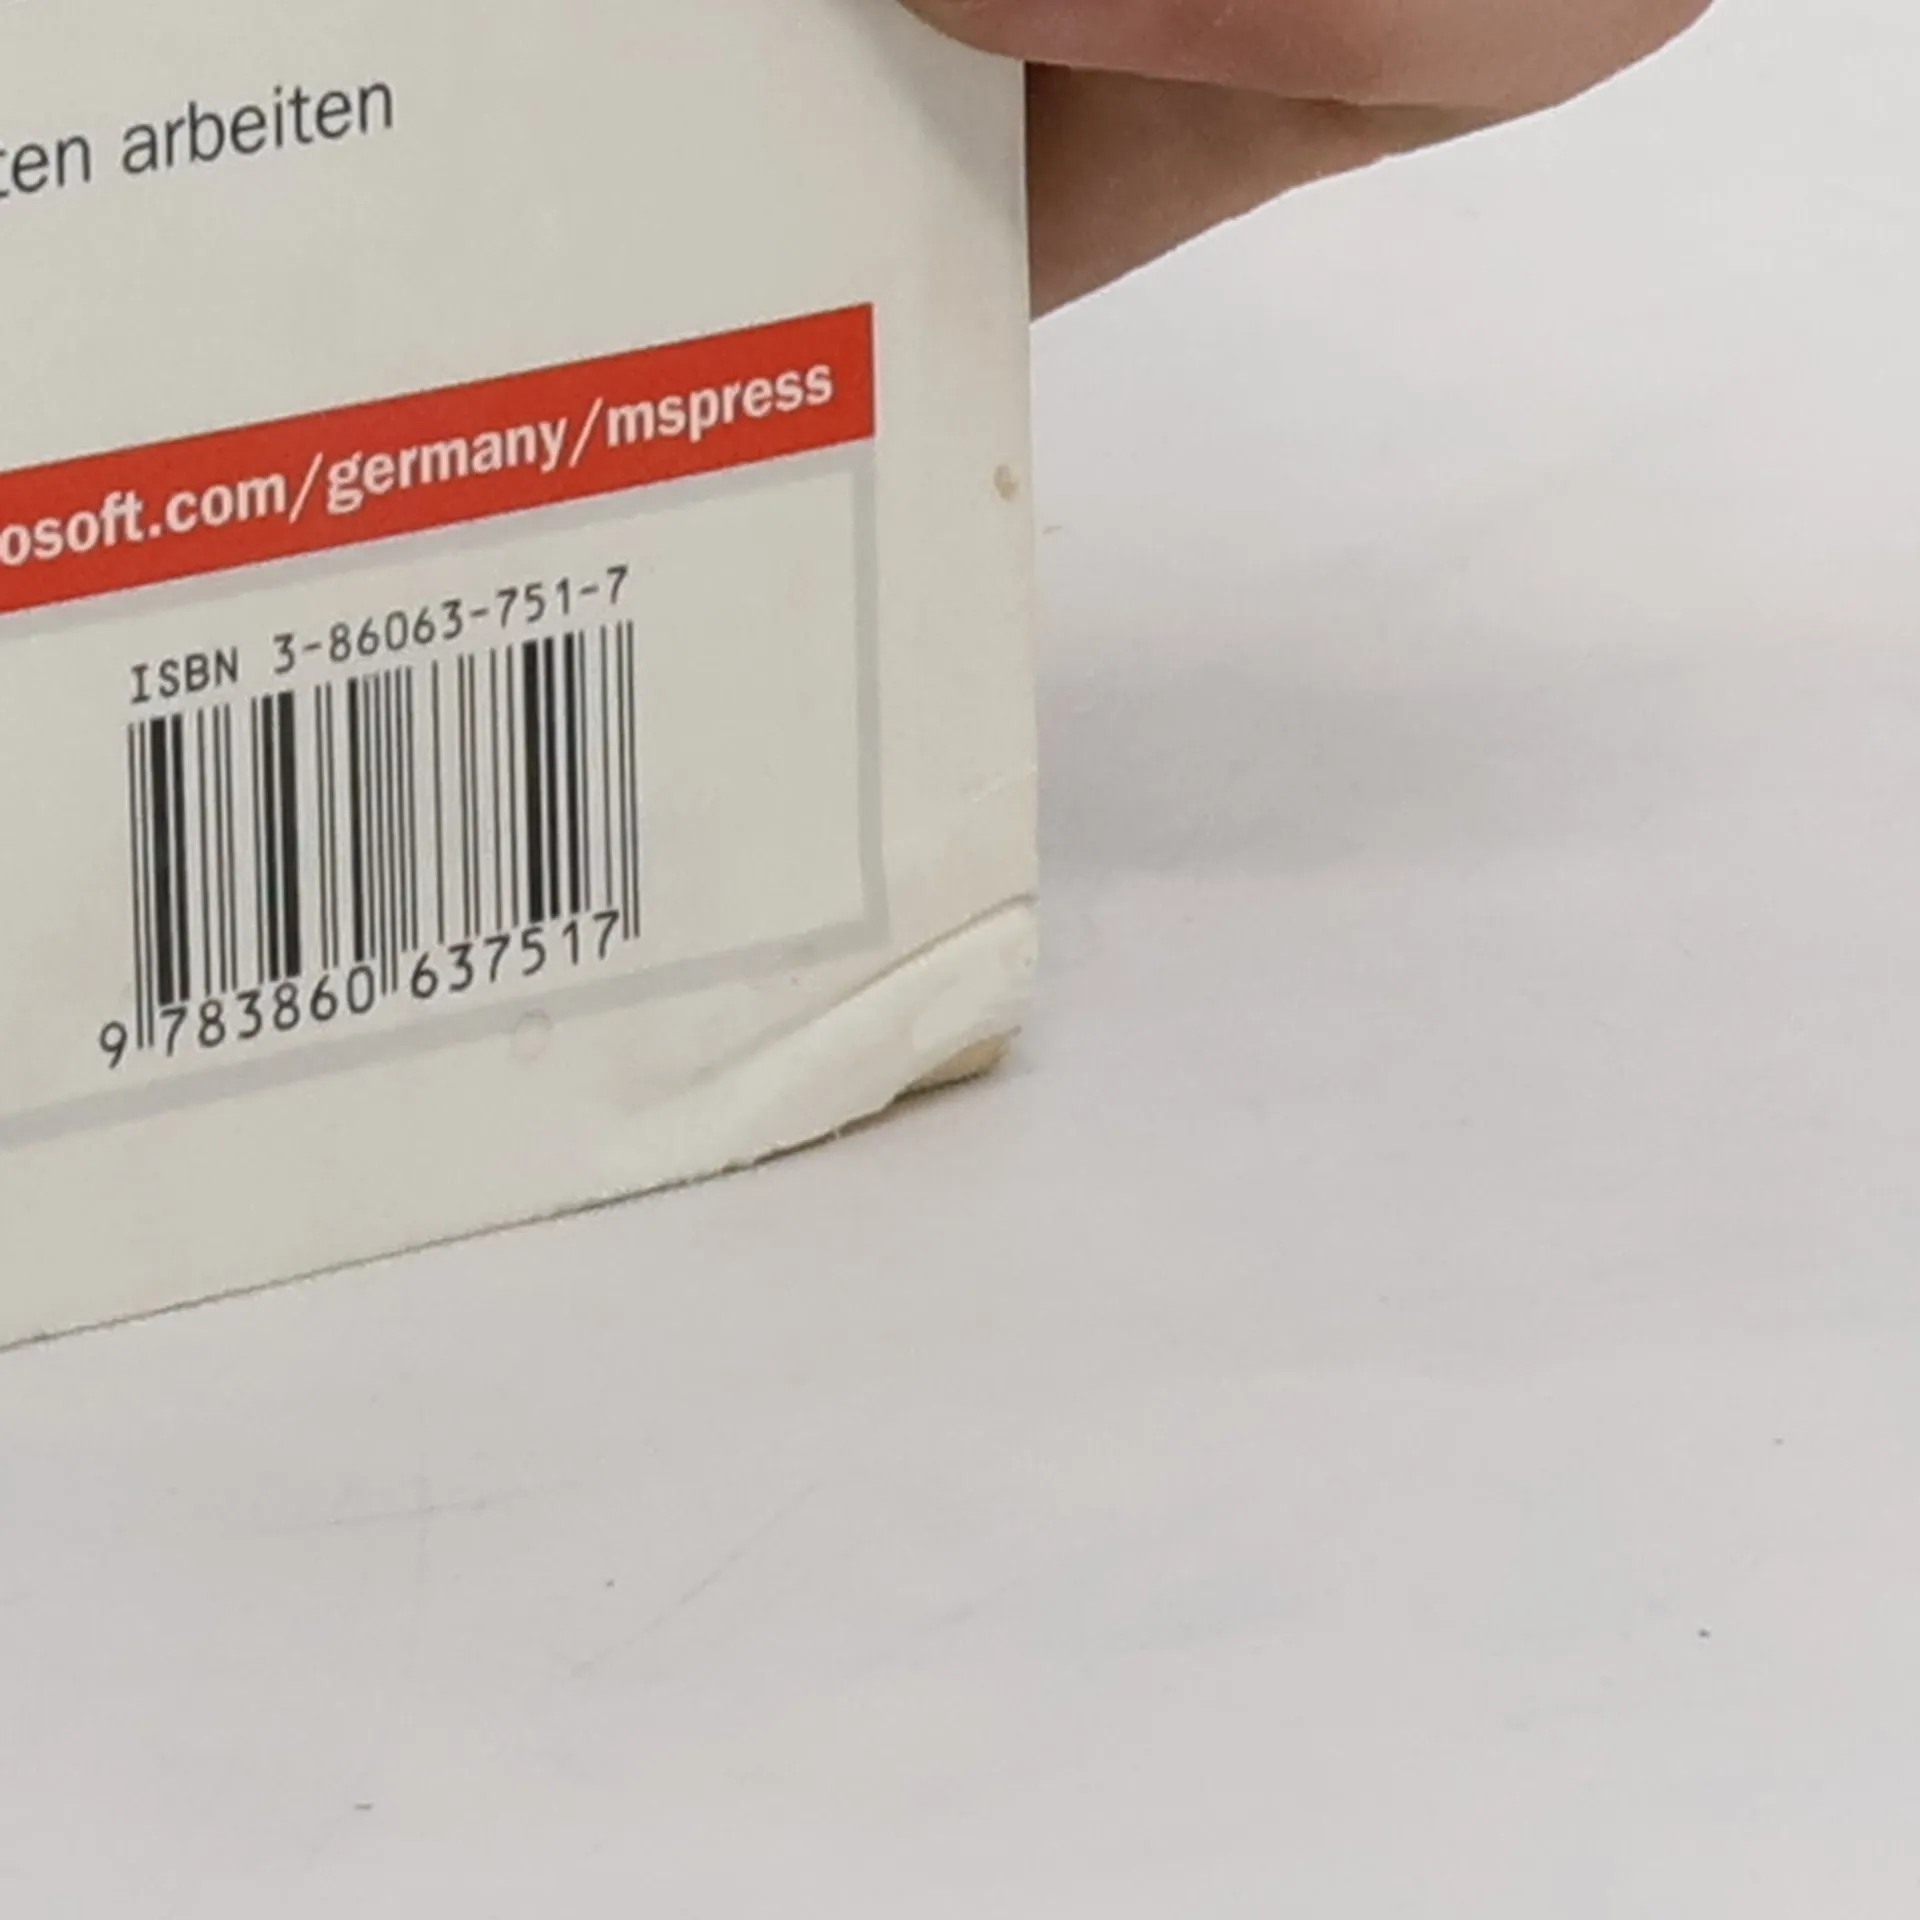 ten arbeiten
osoft.com/germany/mspress
ISBN 3-86063-751-7
9 783860 637517